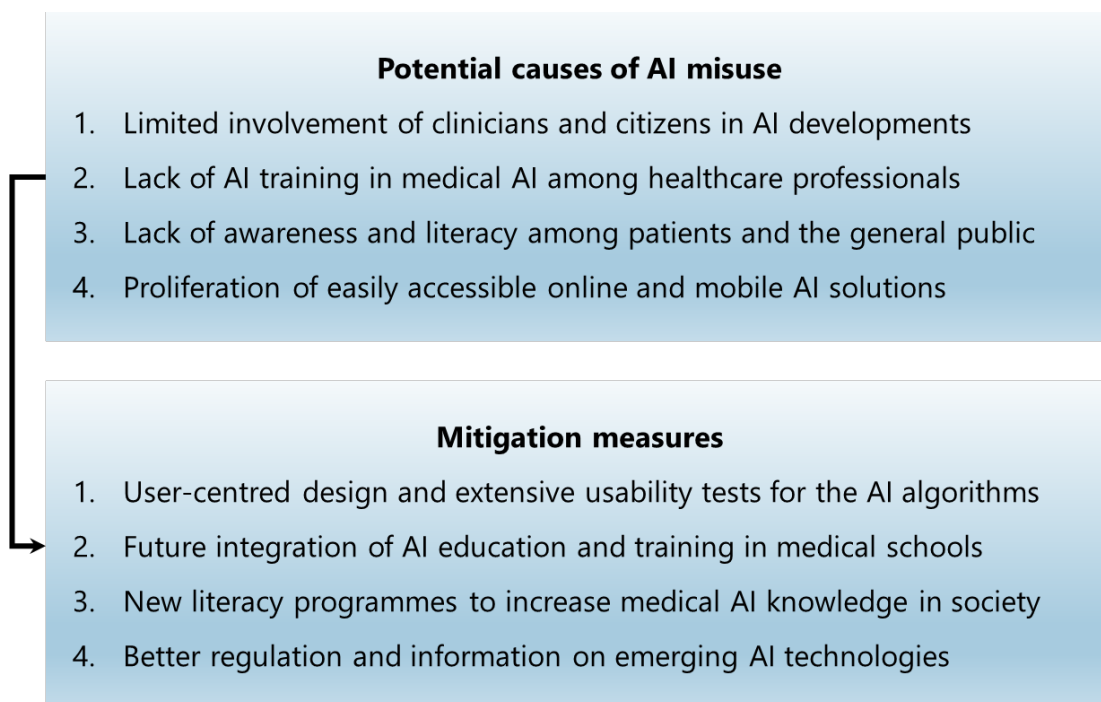 Potential causes of AI misuse
1. Limited involvement of clinicians and citizens in AI developments
2. Lack of AI training in medical AI among healthcare professionals
3. Lack of awareness and literacy among patients and the general public
4. Proliferation of easily accessible online and mobile AI solutions
Mitigation measures
1. User-centred design and extensive usability tests for the AI algorithms
2. Future integration of AI education and training in medical schools
3. New literacy programmes to increase medical AI knowledge in society
4. Better regulation and information on emerging AI technologies